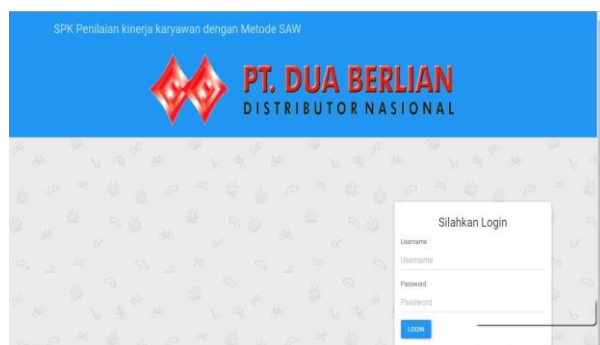 SPK Penilaian kinerja karyawan dengan Metode SAW
PT. DUA BERLIAN
DISTRIBUTOR NASIONAL
Silahkan Login
Username
Username
Password
Password
LOGIN